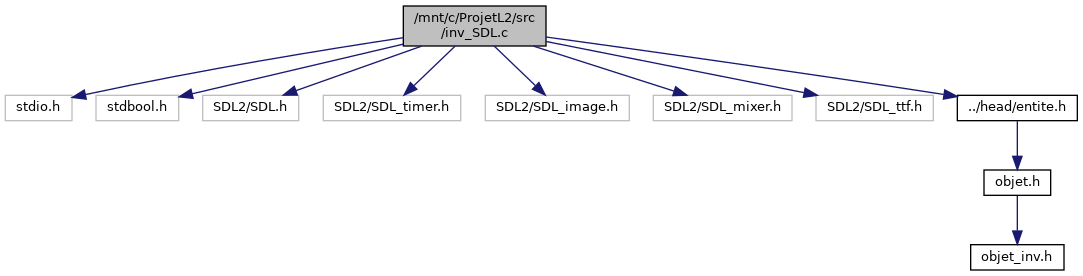 /mnt/c/ProjetL2/src
/inv_SDL.c
stdio.h
stdbool.h
SDL2/SDL.h
SDL2/SDL_timer.h
SDL2/SDL_image.h
SDL2/SDL_mixer.h
SDL2/SDL_ttf.h
../head/entite.h
objet.h
objet_inv.h